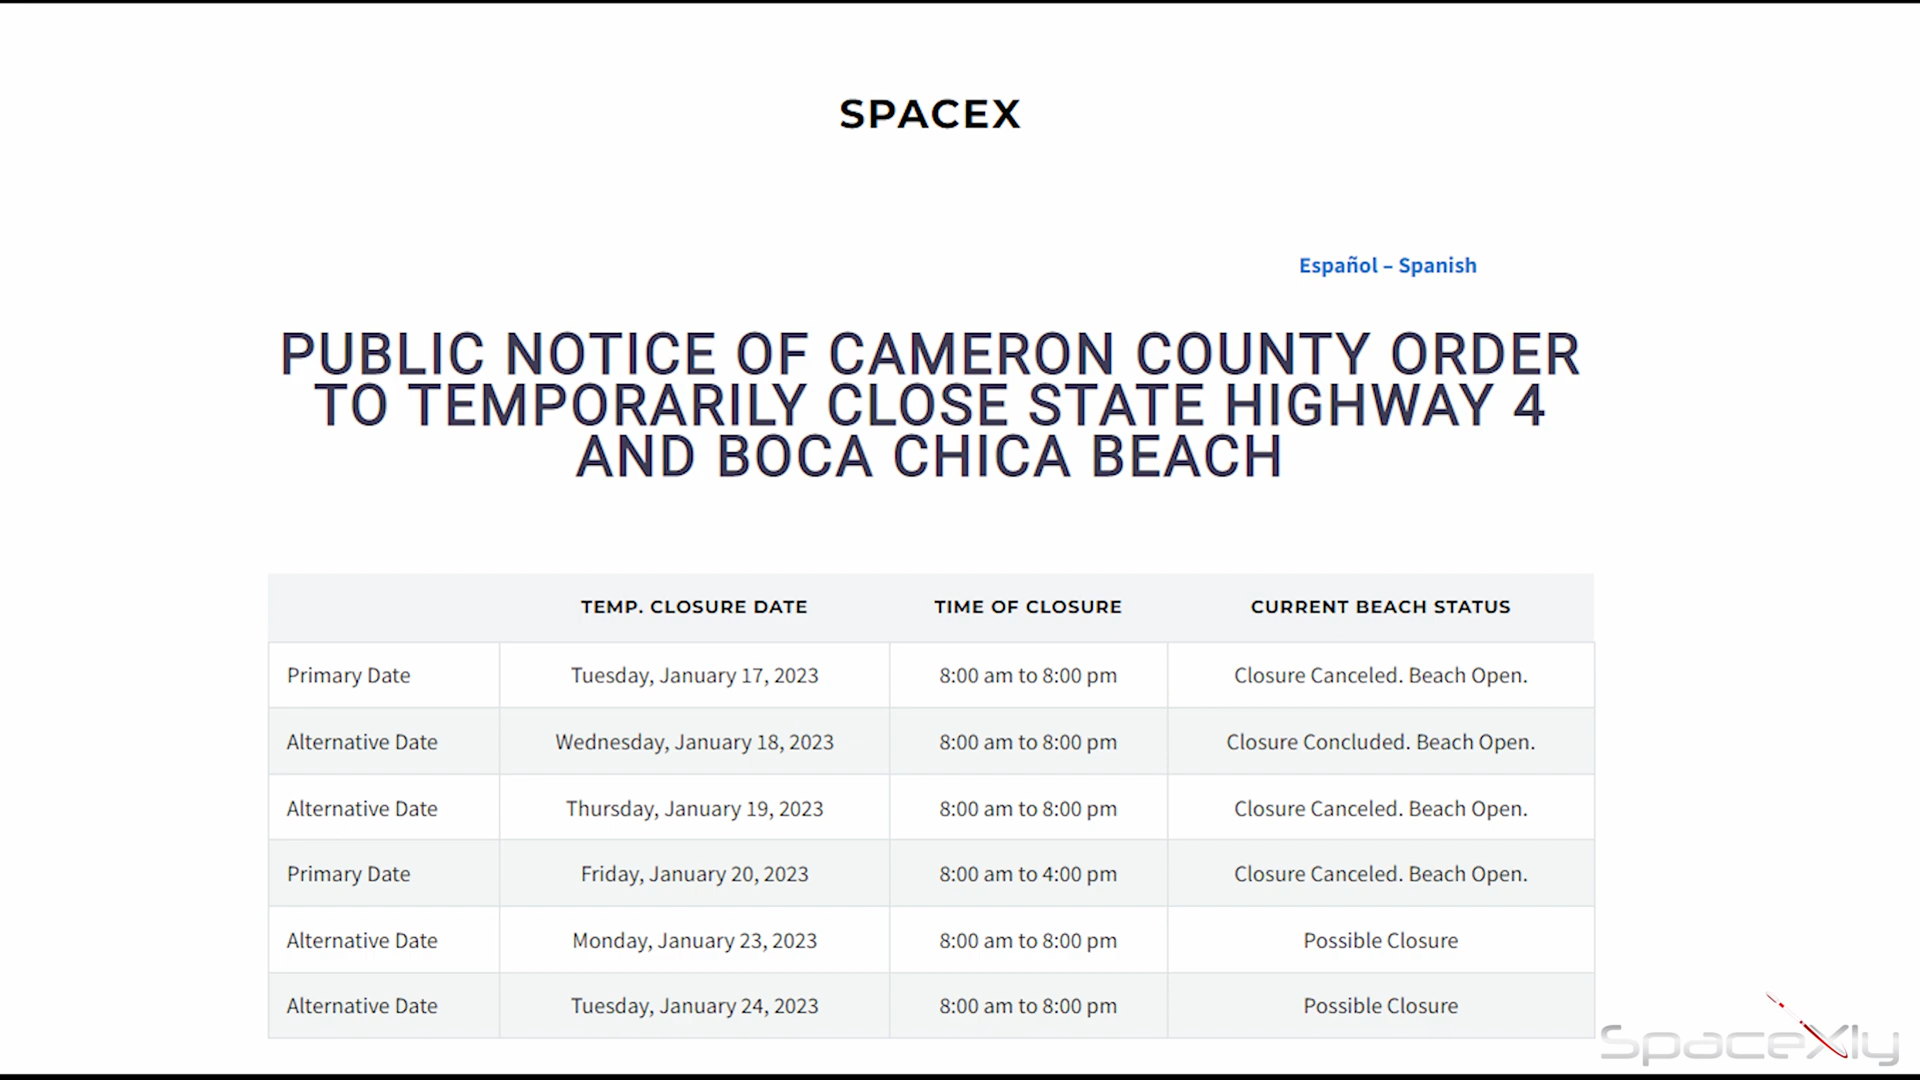 SPACEX
Español – Spanish
PUBLIC NOTICE OF CAMERON COUNTY ORDER
TO TEMPORARILY CLOSE STATE HIGHWAY 4
AND BOCA CHICA BEACH
TEMP. CLOSURE DATE TIME OF CLOSURE CURRENT BEACH STATUS
Primary Date Tuesday, January 17, 2023 8:00 am to 8:00 pm Closure Canceled. Beach Open.
Alternative Date Wednesday, January 18, 2023 8:00 am to 8:00 pm Closure Concluded. Beach Open.
Alternative Date Thursday, January 19, 2023 8:00 am to 8:00 pm Closure Canceled. Beach Open.
Primary Date Friday, January 20, 2023 8:00 am to 4:00 pm Closure Canceled. Beach Open.
Alternative Date Monday, January 23, 2023 8:00 am to 8:00 pm Possible Closure
Alternative Date Tuesday, January 24, 2023 8:00 am to 8:00 pm Possible Closure
SpaceXly